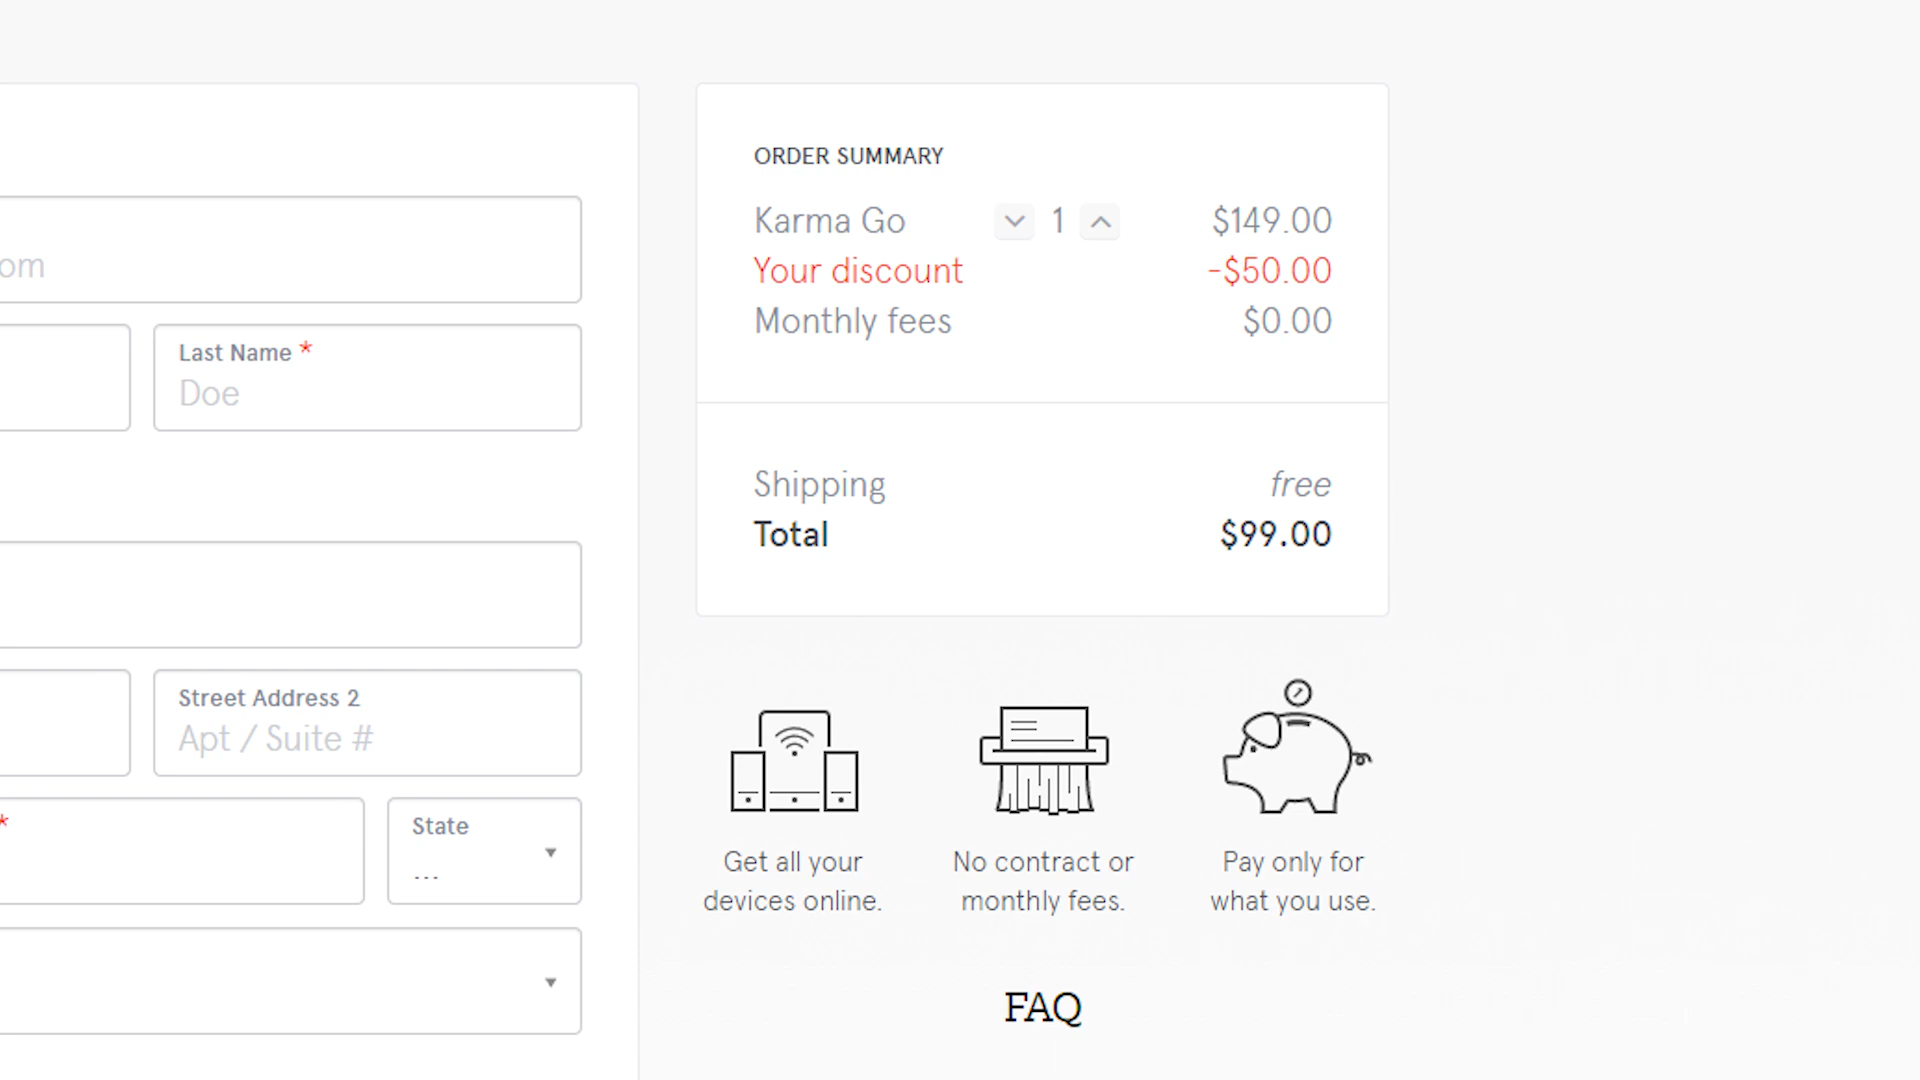 om
Last Name *
Doe
Street Address 2
Apt / Suite #
*
State
...
ORDER SUMMARY
Karma Go 1 $149.00
Your discount -$50.00
Monthly fees $0.00
Shipping free
Total $99.00
Get all your
devices online.
No contract or
monthly fees.
Pay only for
what you use.
FAQ